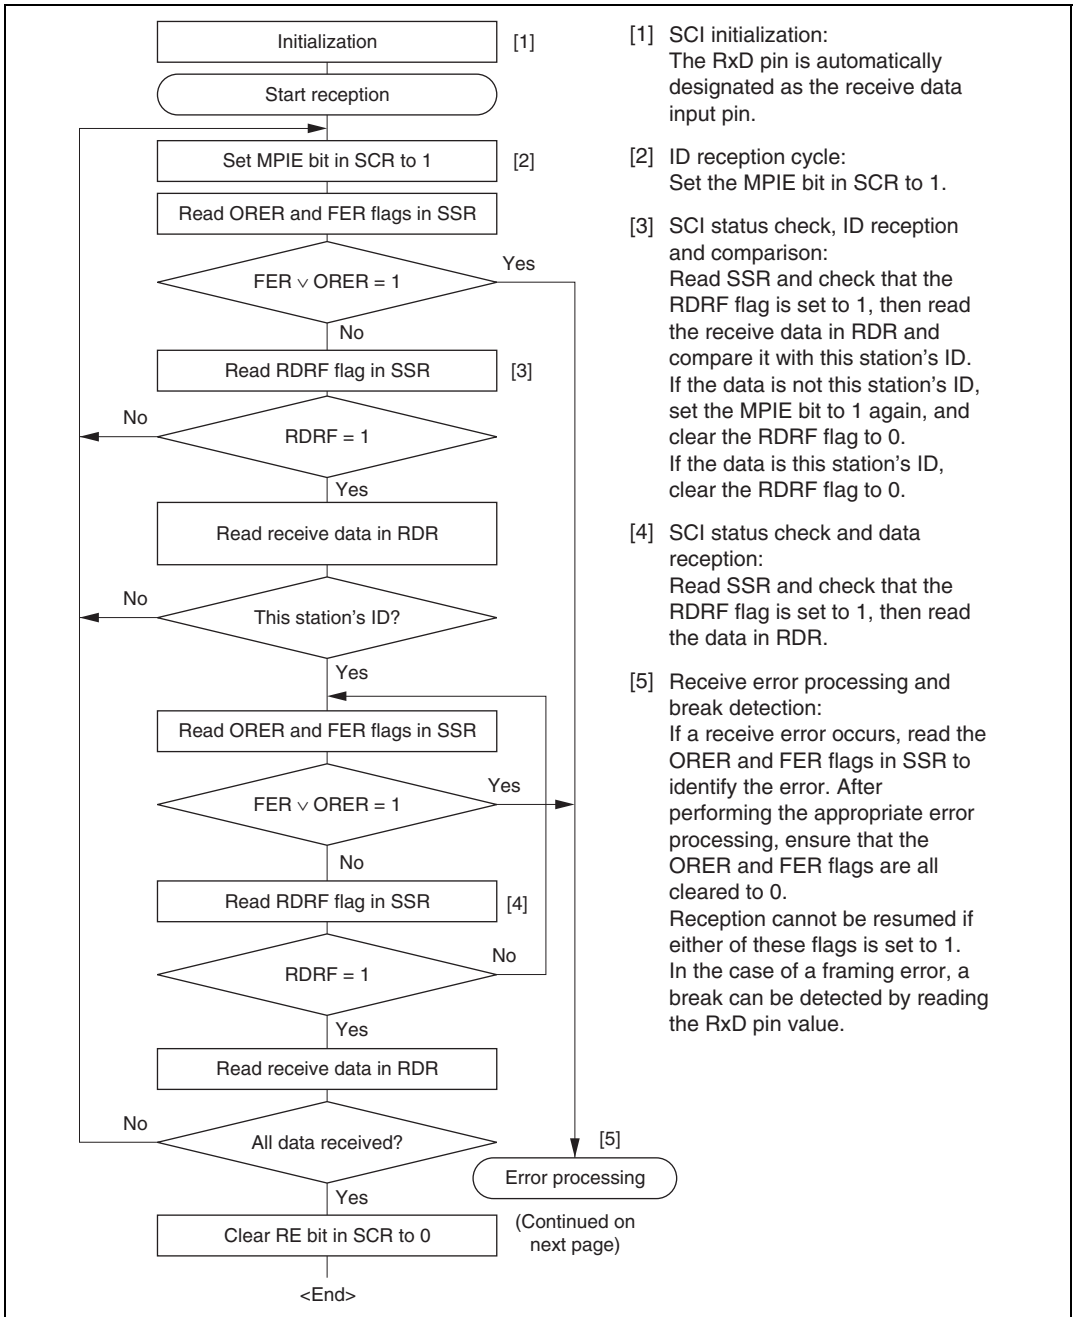 Initialization
[1]
Start reception
Set MPIE bit in SCR to 1
[2]
Read ORER and FER flags in SSR
FER ∨ ORER = 1
Yes
No
Read RDRF flag in SSR
[3]
No
RDRF = 1
Yes
Read receive data in RDR
No
This station's ID?
Yes
Read ORER and FER flags in SSR
FER ∨ ORER = 1
Yes
No
Read RDRF flag in SSR
[4]
No
RDRF = 1
Yes
Read receive data in RDR
No
All data received?
[5]
Error processing
Yes
(Continued on
next page)
Clear RE bit in SCR to 0
<End>
[1] SCI initialization:
The RxD pin is automatically
designated as the receive data
input pin.
[2] ID reception cycle:
Set the MPIE bit in SCR to 1.
[3] SCI status check, ID reception
and comparison:
Read SSR and check that the
RDRF flag is set to 1, then read
the receive data in RDR and
compare it with this station's ID.
If the data is not this station's ID,
set the MPIE bit to 1 again, and
clear the RDRF flag to 0.
If the data is this station's ID,
clear the RDRF flag to 0.
[4] SCI status check and data
reception:
Read SSR and check that the
RDRF flag is set to 1, then read
the data in RDR.
[5] Receive error processing and
break detection:
If a receive error occurs, read the
ORER and FER flags in SSR to
identify the error. After
performing the appropriate error
processing, ensure that the
ORER and FER flags are all
cleared to 0.
Reception cannot be resumed if
either of these flags is set to 1.
In the case of a framing error, a
break can be detected by reading
the RxD pin value.